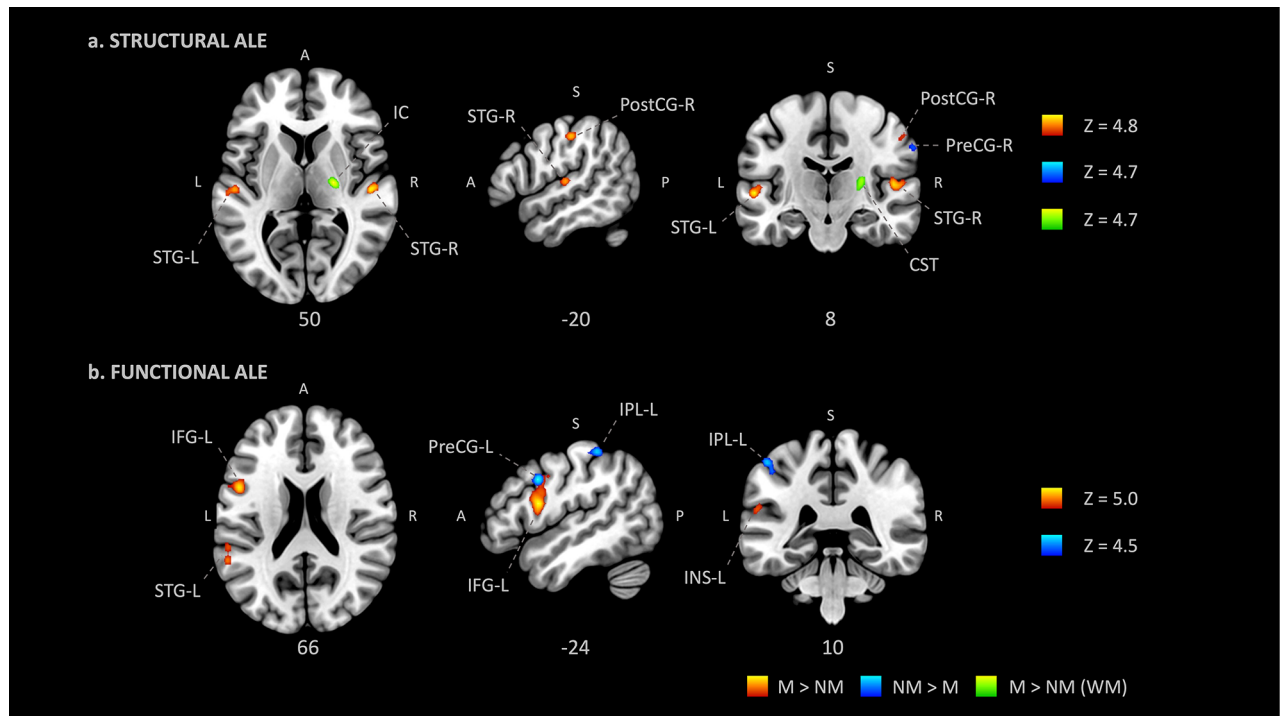 a. STRUCTURAL ALE
A
IC
L
R
STG-L
STG-R
50
S
STG-R
PostCG-R
A
P
-20
S
PostCG-R
PreCG-R
L
R
STG-L
STG-R
CST
8
Z = 4.8
Z = 4.7
Z = 4.7
b. FUNCTIONAL ALE
A
IFG-L
L
R
STG-L
66
S
IPL-L
PreCG-L
A
P
IFG-L
-24
S
IPL-L
L
R
INS-L
10
Z = 5.0
Z = 4.5
M > NM NM > M M > NM (WM)